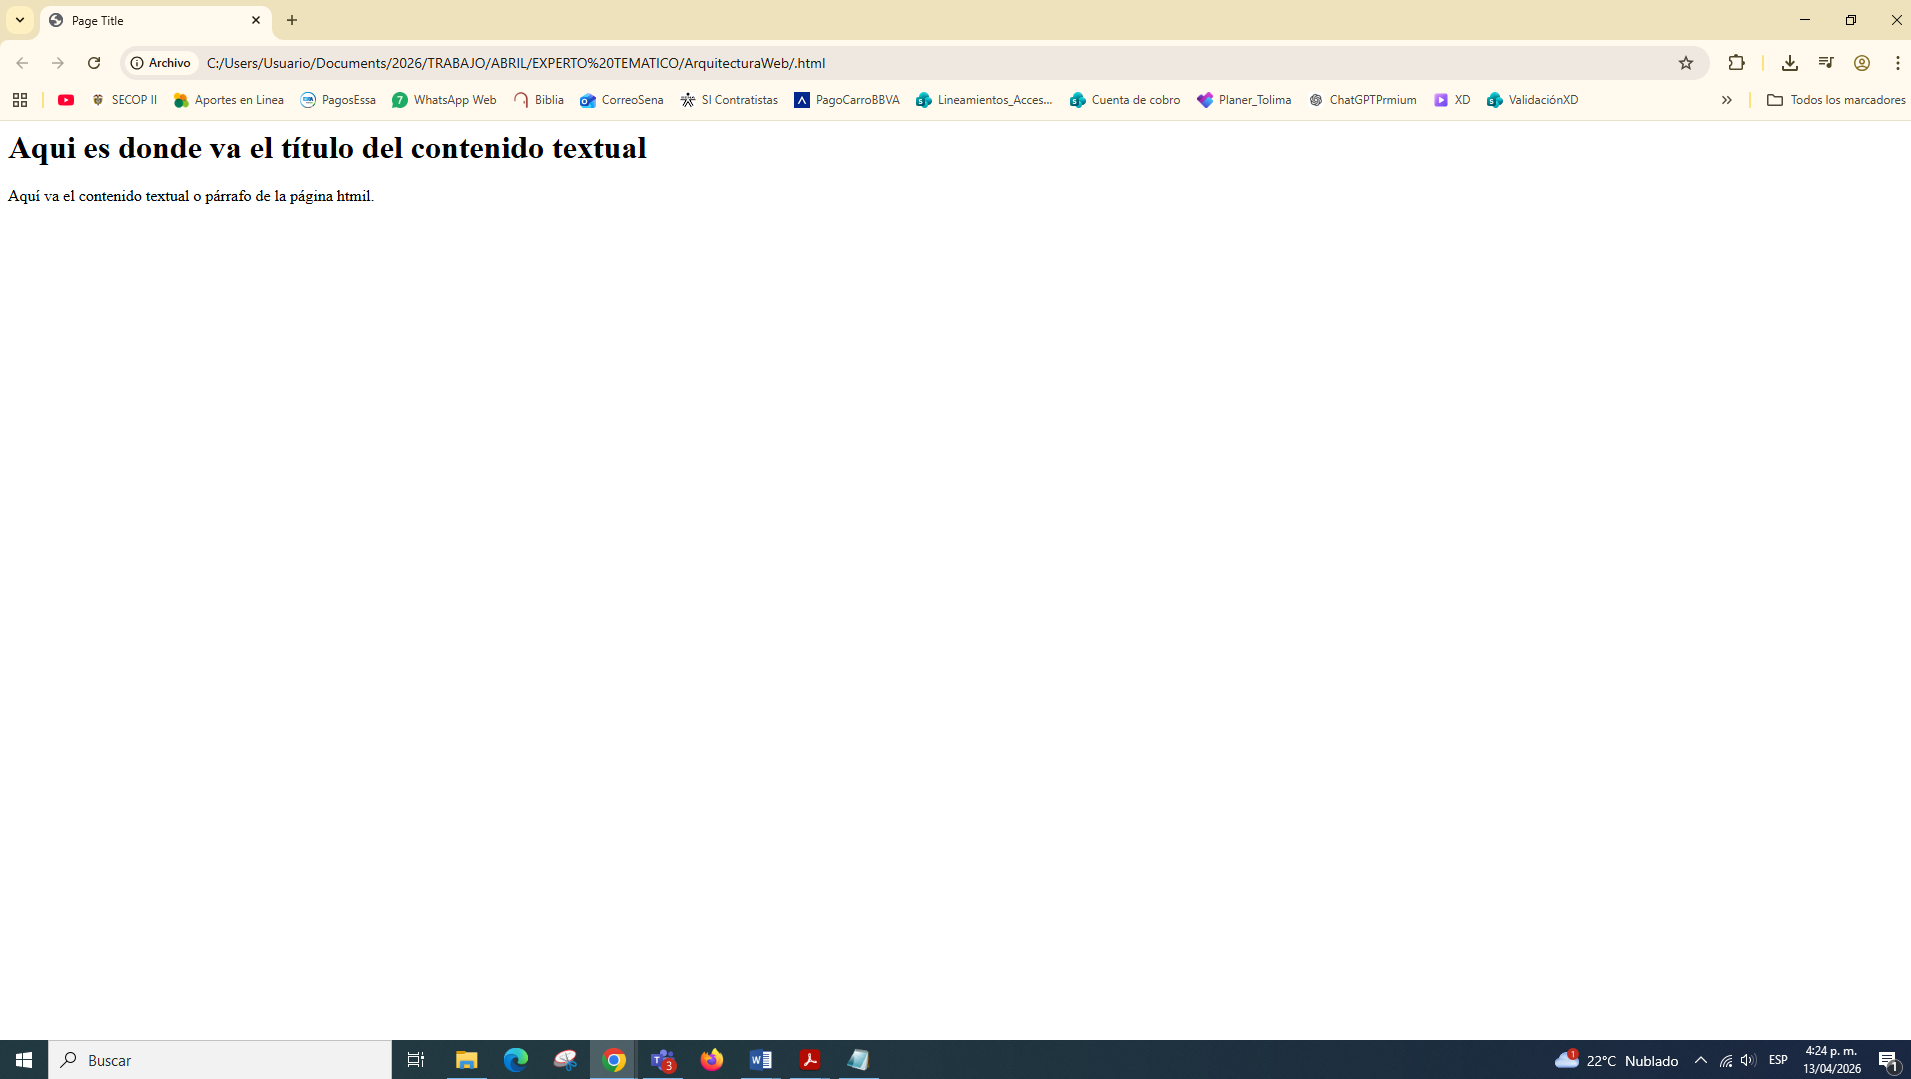 Page Title
Archivo C:/Users/Usuario/Documents/2026/TRABAJO/ABRIL/EXPERTO%20TEMATICO/ArquitecturaWeb/.html
SECOP II Aportes en Linea PagosEssa WhatsApp Web Biblia CorreoSena SI Contratistas PagoCarroBBVA Lineamientos_Acces... Cuenta de cobro Planer_Tolima ChatGPTPrmium XD ValidaciónXD Todos los marcadores
Aqui es donde va el título del contenido textual
Aquí va el contenido textual o párrafo de la página htmil.
Buscar 3 1 22°C Nublado ESP 4:24 p. m. 1
13/04/2026